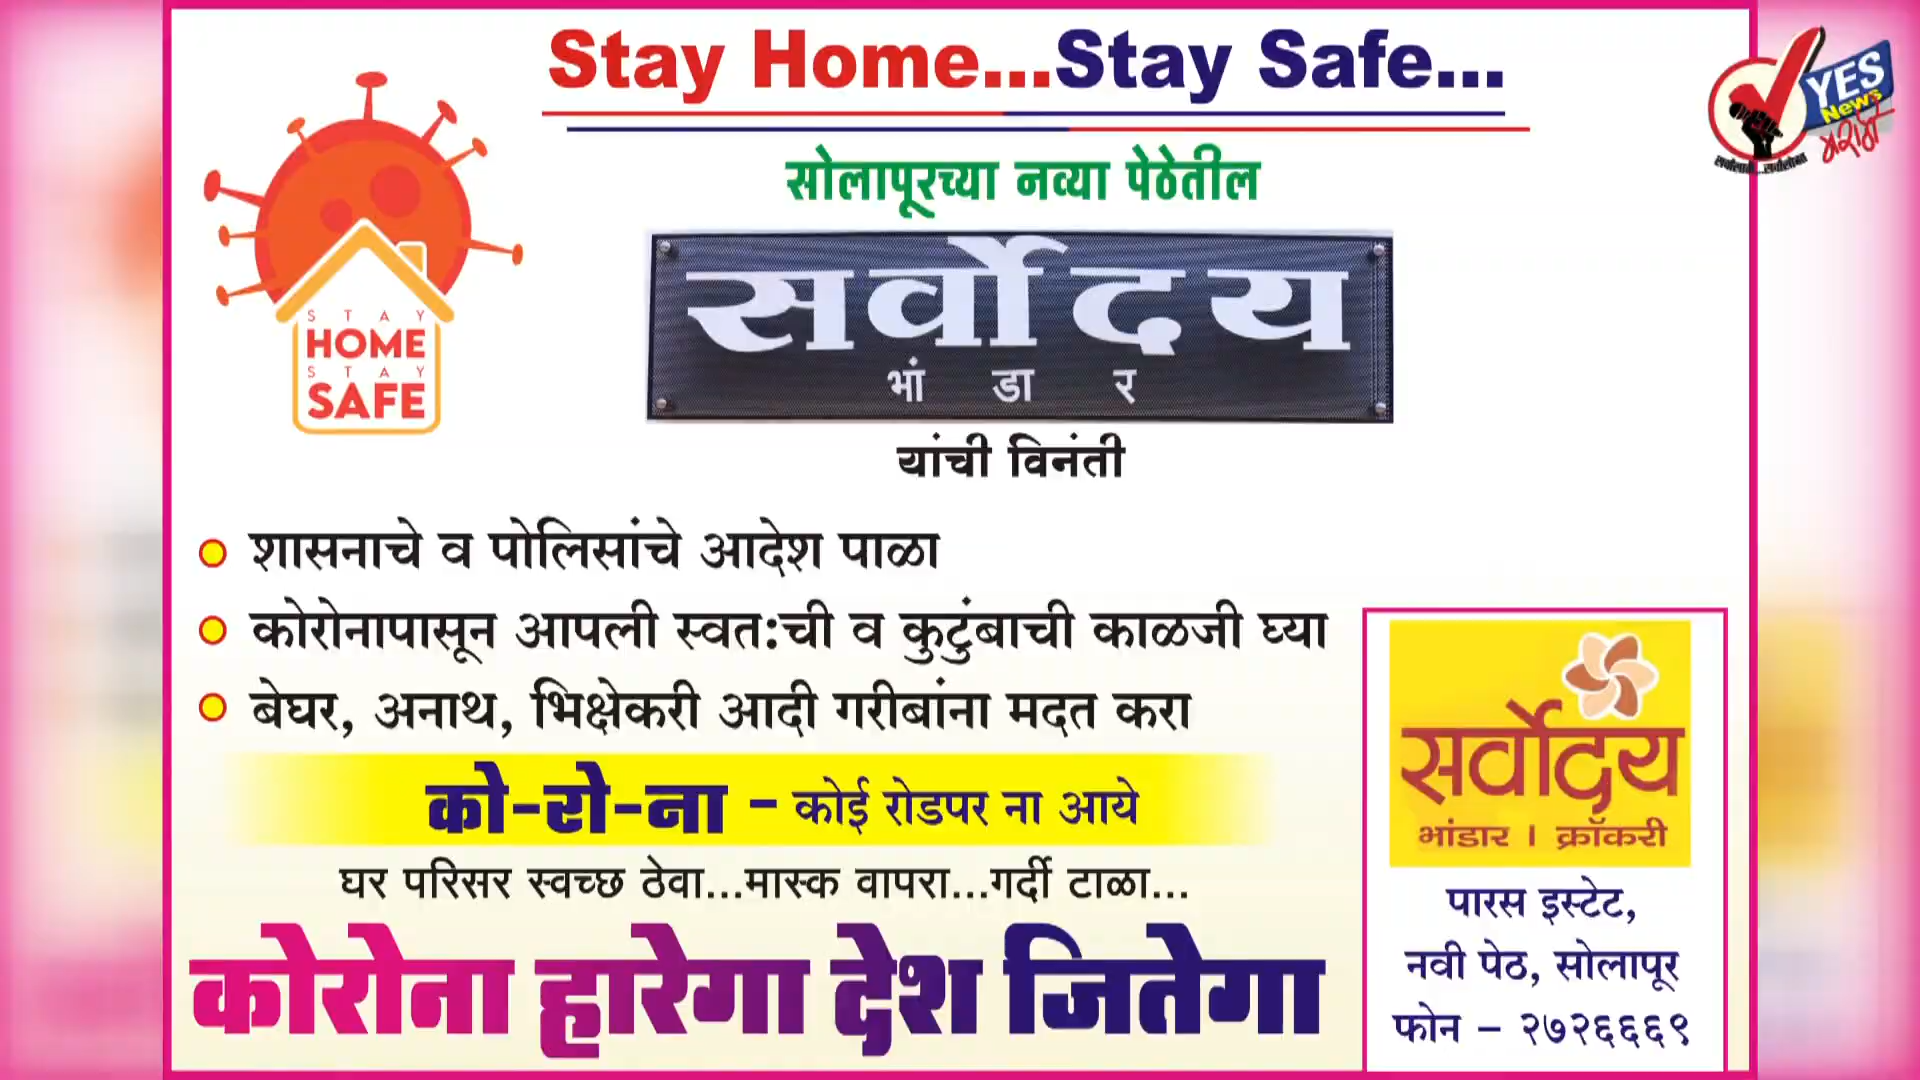 Stay Home...Stay Safe...
YES
News
मराठी
सोलापूरच्या नव्या पेठेतील
सर्वोदय
भांडार
STAY
HOME
STAY
SAFE
यांची विनंती
शासनाचे व पोलिसांचे आदेश पाळा
कोरोनापासून आपली स्वत:ची व कुटुंबाची काळजी घ्या
बेघर, अनाथ, भिक्षेकरी आदी गरीबांना मदत करा
को-रो-ना - कोई रोडपर ना आये
घर परिसर स्वच्छ ठेवा...मास्क वापरा...गर्दी टाळा...
कोरोना हारेगा देश जितेगा
सर्वोदय
भांडार । क्रॉकरी
पारस इस्टेट,
नवी पेठ, सोलापूर
फोन – २७२६६६९